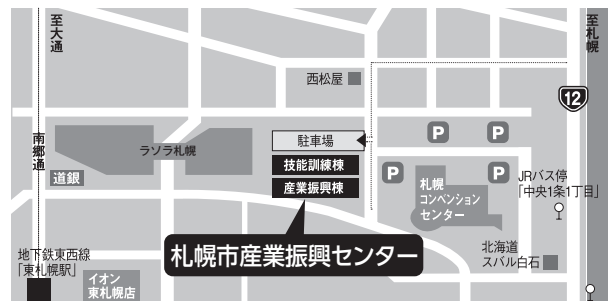 至大通
至札幌
西松屋
12
南郷通
ラソラ札幌
駐車場
P
P
道銀
技能訓練棟
P
P
産業振興棟
札幌
コンベンション
センター
JRバス停
「中央1条1丁目」
札幌市産業振興センター
地下鉄東西線
「東札幌駅」
イオン
東札幌店
北海道
スバル白石